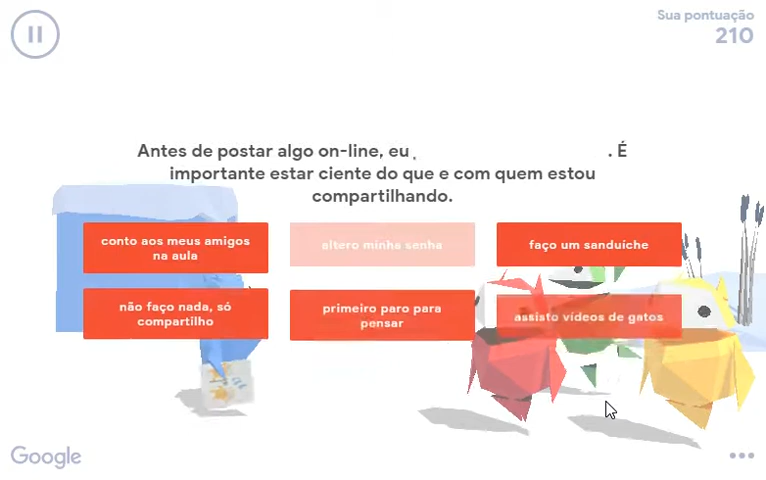 Sua pontuação
210
Antes de postar algo on-line, eu . É
importante estar ciente do que e com quem estou
compartilhando.
conto aos meus amigos
na aula
altero minha senha
faço um sanduíche
não faço nada, só
compartilho
primeiro paro para
pensar
assisto vídeos de gatos
Google